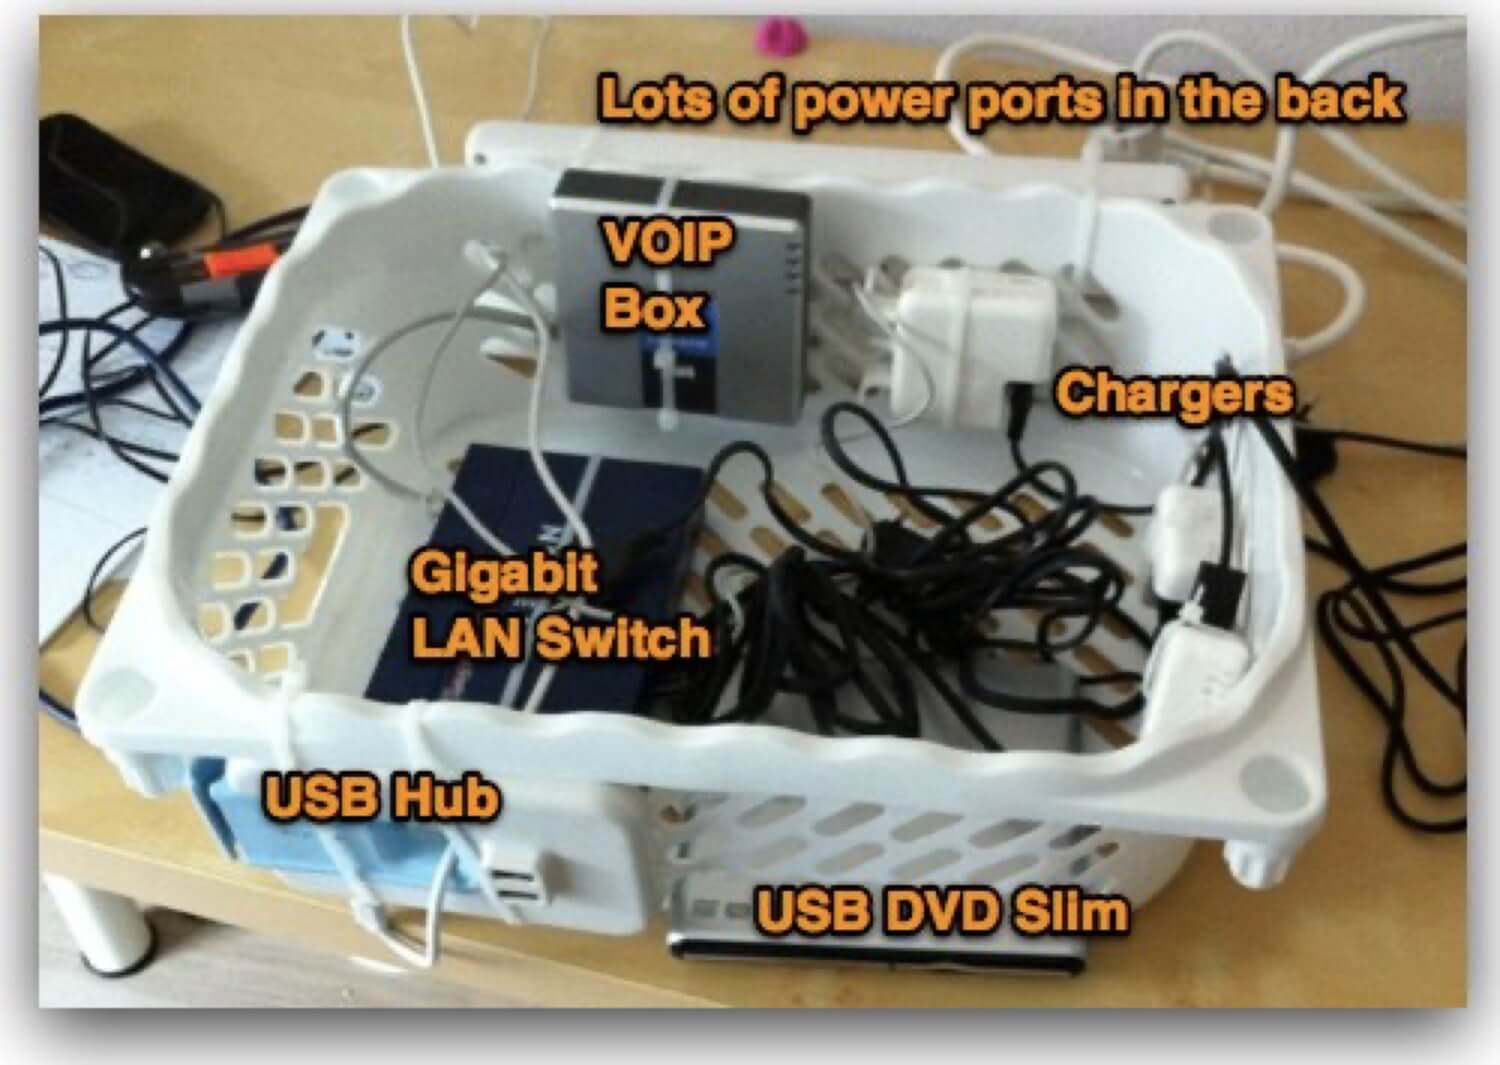 Lots of power ports in the back
VOIP
Box
Chargers
Gigabit
LAN Switch
USB Hub
USB DVD Slim